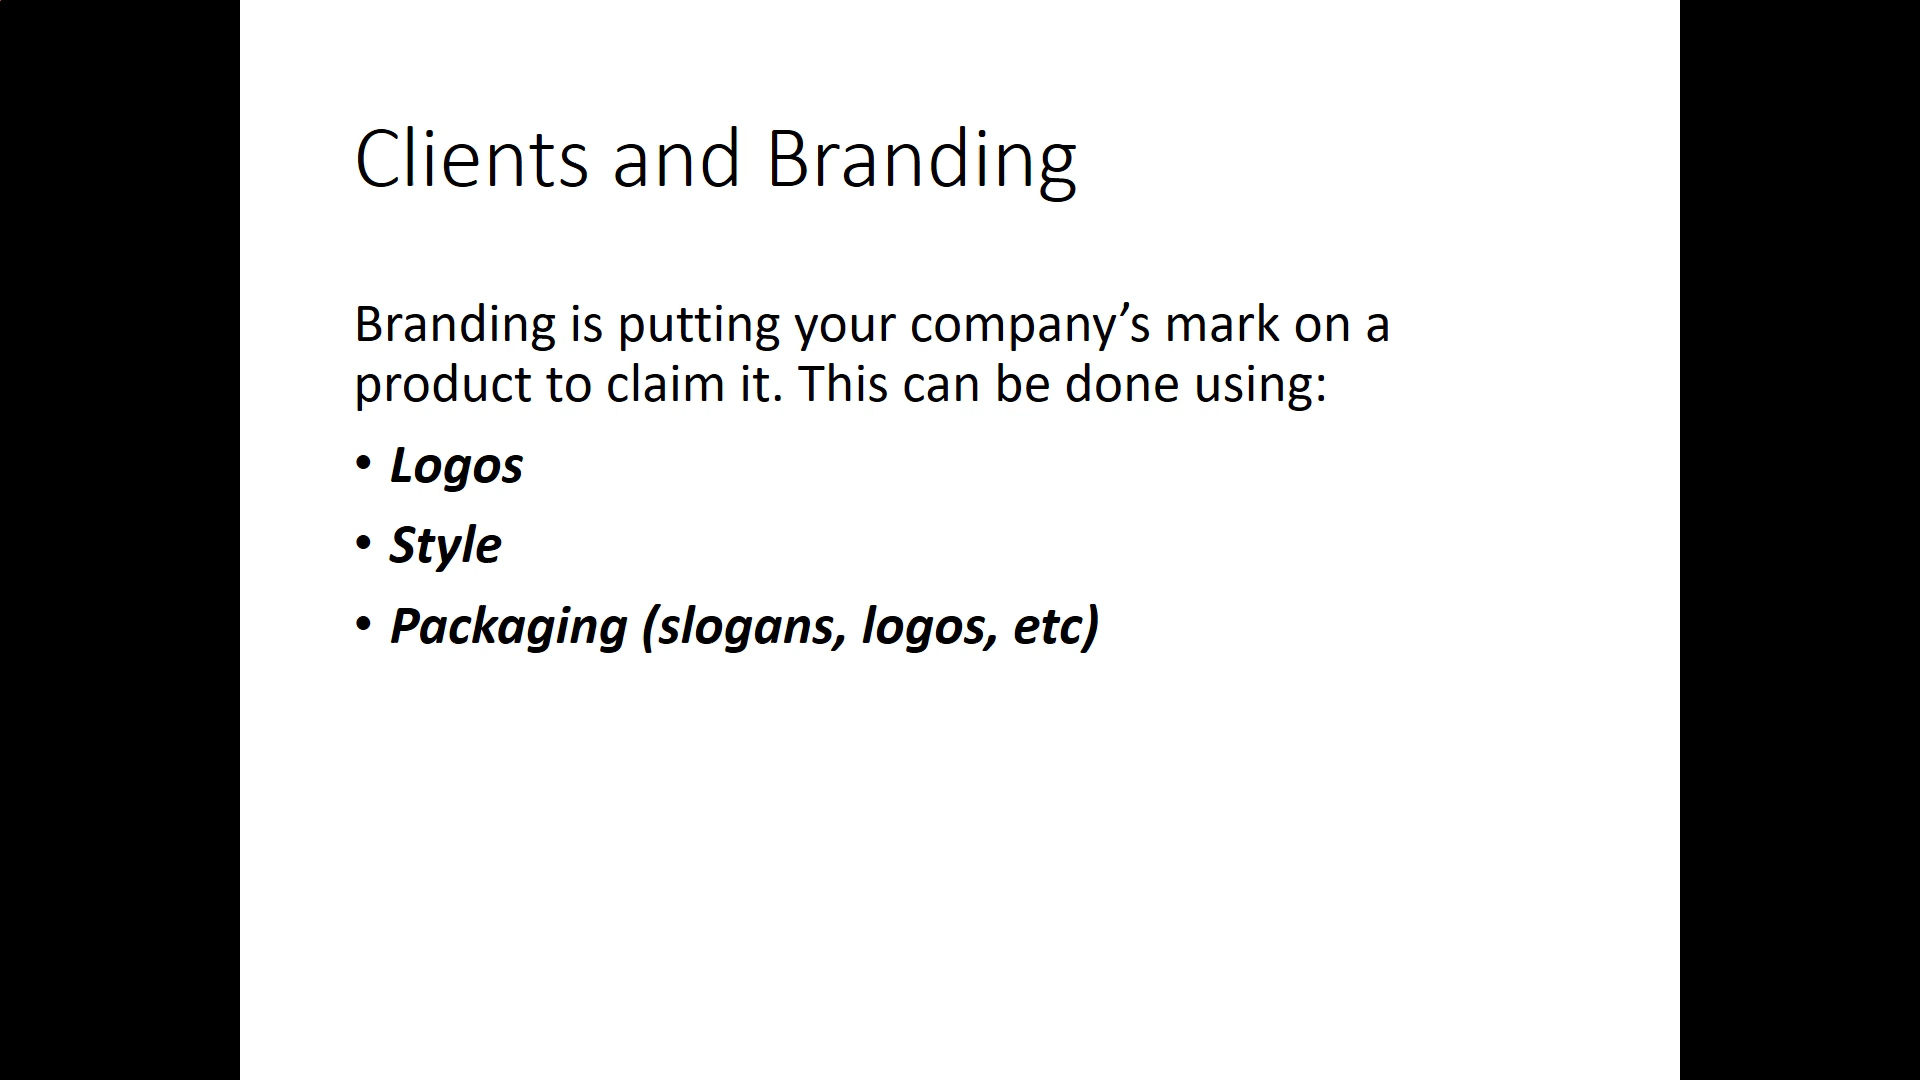 Clients and Branding
Branding is putting your company’s mark on a
product to claim it. This can be done using:
• Logos
• Style
• Packaging (slogans, logos, etc)